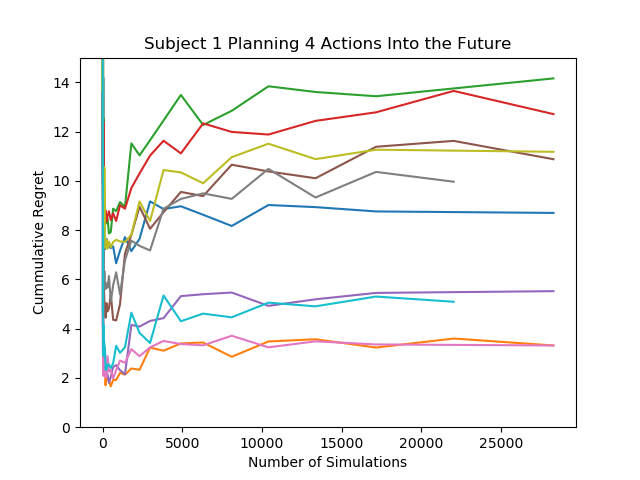 Subject 1 Planning 4 Actions Into the Future
14
12
10
8
6
4
2
0
Cummulative Regret
0 5000 10000 15000 20000 25000
Number of Simulations